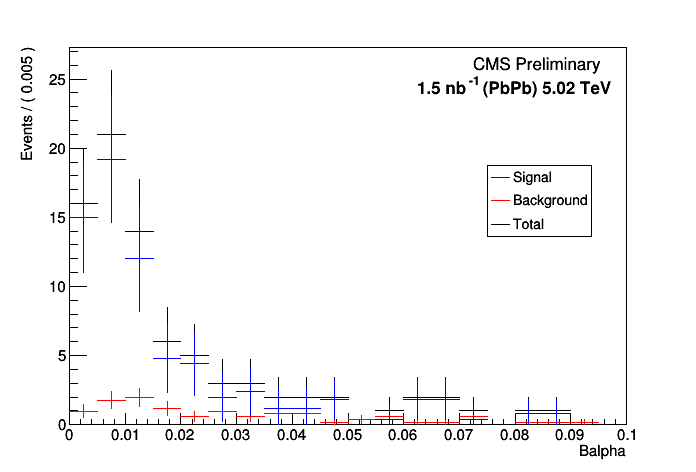 CMS Preliminary
1.5 nb⁻¹ (PbPb) 5.02 TeV
Events / ( 0.005 )
25
20
15
10
5
0
Signal
Background
Total
0 0.01 0.02 0.03 0.04 0.05 0.06 0.07 0.08 0.09 0.1
Balpha